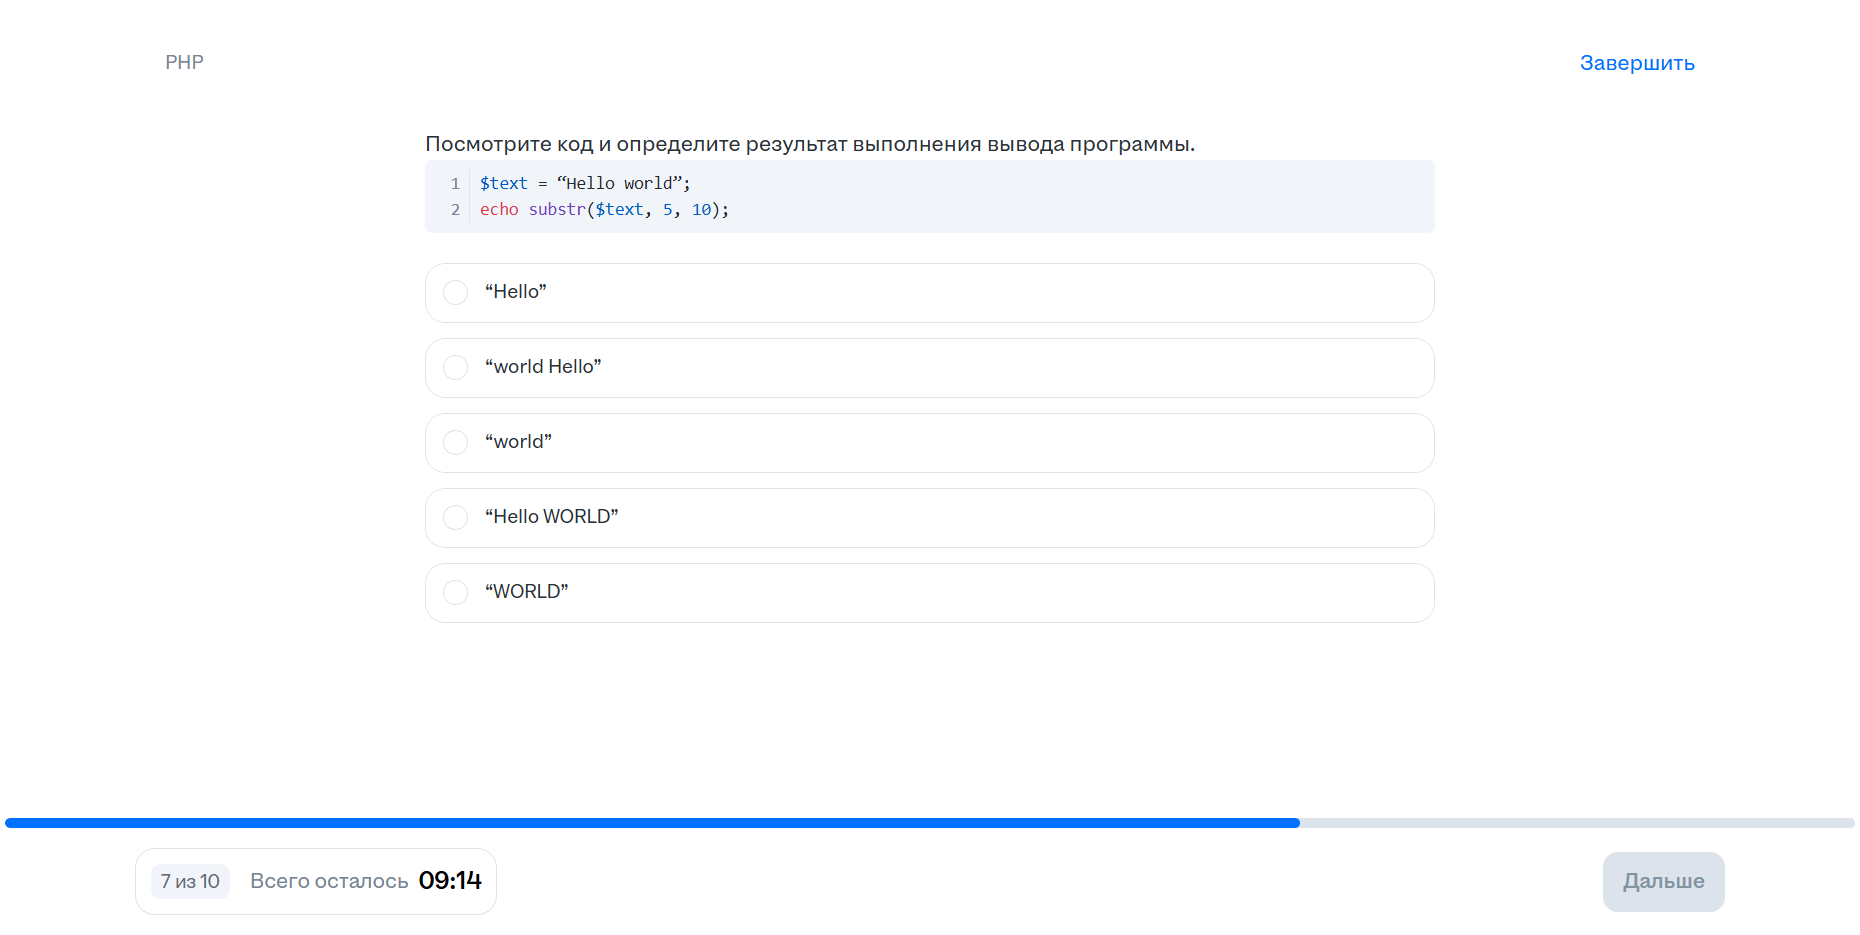 PHP
Завершить
Посмотрите код и определите результат выполнения вывода программы.
1 $text = “Hello world”;
2 echo substr($text, 5, 10);
“Hello”
“world Hello”
“world”
“Hello WORLD”
“WORLD”
7 из 10 Всего осталось 09:14
Дальше